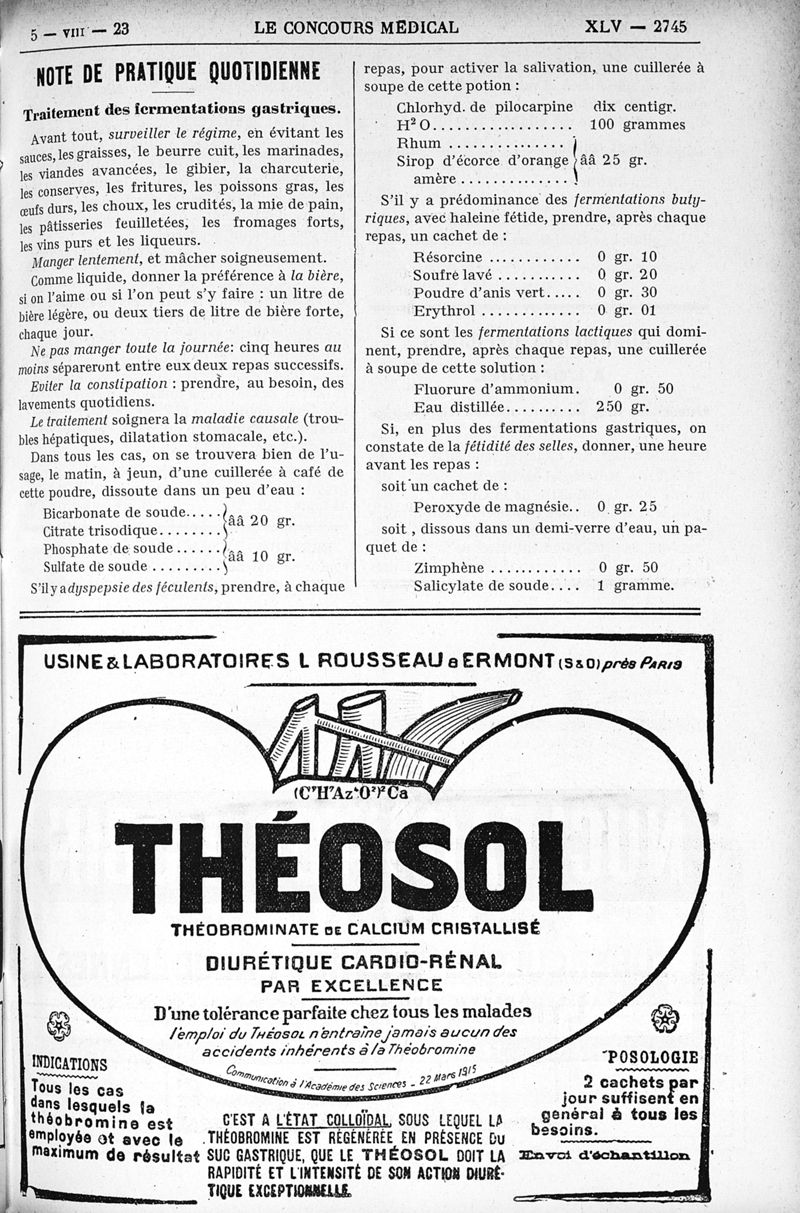 5 — VIII — 23
LE CONCOURS MÉDICAL
XLV — 2745
NOTE DE PRATIQUE QUOTIDIENNE
Traitement des fermentations gastriques.
Avant tout, surveiller le régime, en évitant les
sauces, les graisses, le beurre cuit, les marinades,
les viandes avancées, le gibier, la charcuterie,
les conserves, les fritures, les poissons gras, les
œufs durs, les choux, les crudités, la mie de pain,
les pâtisseries feuilletées, les fromages forts,
les vins purs et les liqueurs.
Manger lentement, et mâcher soigneusement.
Comme liquide, donner la préférence à la bière,
si on l'aime ou si l'on peut s'y faire : un litre de
bière légère, ou deux tiers de litre de bière forte,
chaque jour.
Ne pas manger toute la journée: cinq heures au
moins sépareront entre eux deux repas successifs.
Eviter la constipation : prendre, au besoin, des
lavements quotidiens.
Le traitement soignera la maladie causale (trou-
bles hépatiques, dilatation stomacale, etc.).
Dans tous les cas, on se trouvera bien de l'u-
sage, le matin, à jeun, d'une cuillerée à café de
cette poudre, dissoute dans un peu d'eau :
Bicarbonate de soude.....
Citrate trisodique........
} ââ 20 gr.
Phosphate de soude ......
Sulfate de soude .........
} ââ 10 gr.
S'il y a dyspepsie des féculents, prendre, à chaque
repas, pour activer la salivation, une cuillerée à
soupe de cette potion :
Chlorhyd. de pilocarpine dix centigr.
H² O.................. 100 grammes
Rhum ...............
Sirop d'écorce d'orange
amère ..............
} ââ 25 gr.
S'il y a prédominance des fermentations buty-
riques, avec haleine fétide, prendre, après chaque
repas, un cachet de :
Résorcine ............ 0 gr. 10
Soufre lavé ........... 0 gr. 20
Poudre d'anis vert..... 0 gr. 30
Erythrol ............. 0 gr. 01
Si ce sont les fermentations lactiques qui domi-
nent, prendre, après chaque repas, une cuillerée
à soupe de cette solution :
Fluorure d'ammonium. 0 gr. 50
Eau distillée.......... 250 gr.
Si, en plus des fermentations gastriques, on
constate de la fétidité des selles, donner, une heure
avant les repas :
soit un cachet de :
Peroxyde de magnésie.. 0 gr. 25
soit , dissous dans un demi-verre d'eau, un pa-
quet de :
Zimphène ............ 0 gr. 50
Salicylate de soude.... 1 gramme.
USINE & LABORATOIRES L ROUSSEAU à ERMONT (S&O) près PARIS
(C⁷H⁷Az⁴O²)² Ca
THÉOSOL
THÉOBROMINATE DE CALCIUM CRISTALLISÉ
DIURÉTIQUE CARDIO-RÉNAL
PAR EXCELLENCE
D'une tolérance parfaite chez tous les malades
l'emploi du THÉOSOL n'entraîne jamais aucun des
accidents inhérents à la Théobromine
Communication à l'Académie des Sciences - 22 Mars 1915
INDICATIONS
Tous les cas
dans lesquels la
théobromine est
employée et avec le
maximum de résultat
C'EST A L'ÉTAT COLLOÏDAL, SOUS LEQUEL LA
THÉOBROMINE EST RÉGÉNÉRÉE EN PRÉSENCE DU
SUC GASTRIQUE, QUE LE THÉOSOL DOIT LA
RAPIDITÉ ET L'INTENSITÉ DE SON ACTION DIURÉ-
TIQUE EXCEPTIONNELLE.
POSOLOGIE
2 cachets par
jour suffisent en
général à tous les
besoins.
Envoi d'échantillon